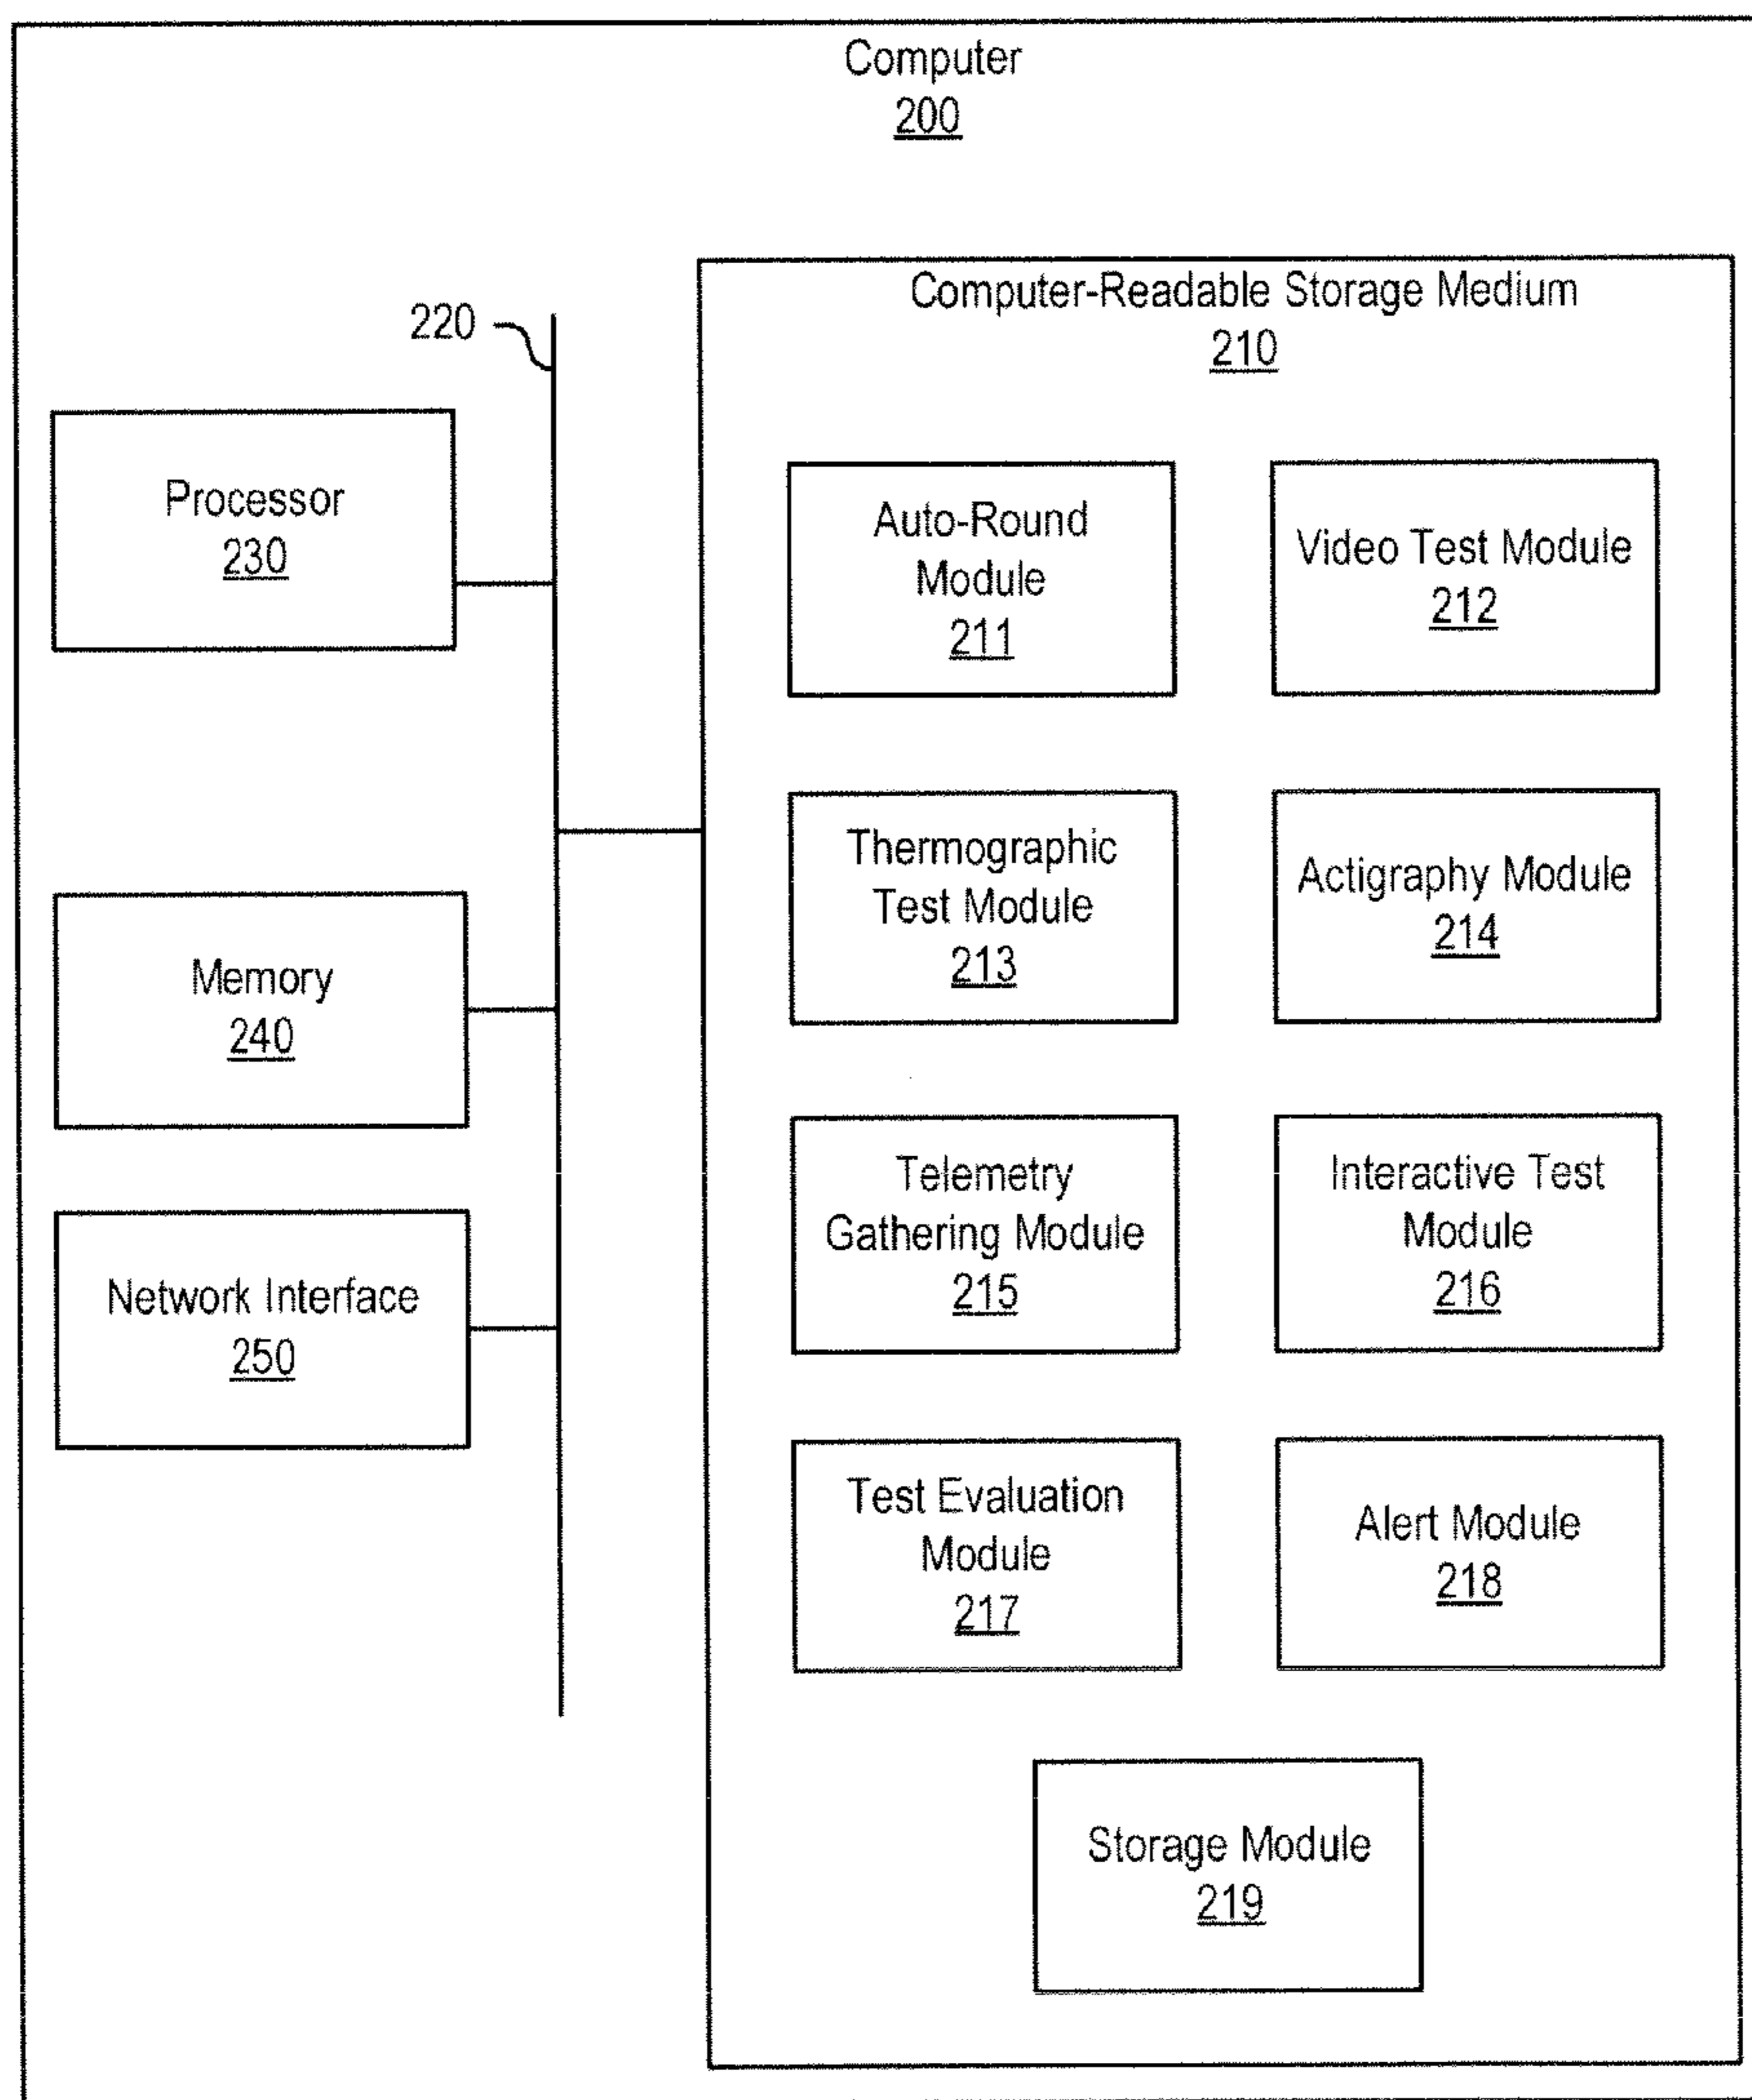 Computer
200
220
Processor
230
Memory
240
Network Interface
250
Computer-Readable Storage Medium
210
Auto-Round
Module
211
Video Test Module
212
Thermographic
Test Module
213
Actigraphy Module
214
Telemetry
Gathering Module
215
Interactive Test
Module
216
Test Evaluation
Module
217
Alert Module
218
Storage Module
219